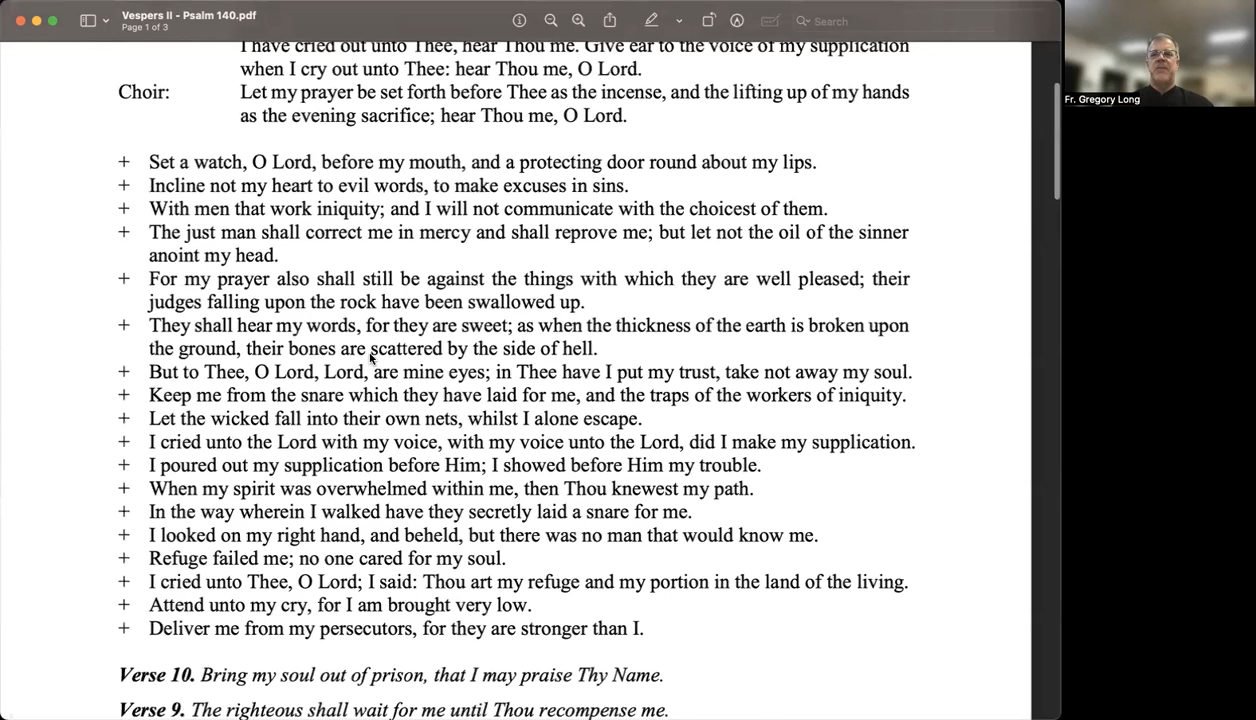 Vespers II - Psalm 140.pdf
Page 1 of 3
Search
I have cried out unto Thee, hear Thou me. Give ear to the voice of my supplication
when I cry out unto Thee: hear Thou me, O Lord.
Choir: Let my prayer be set forth before Thee as the incense, and the lifting up of my hands
as the evening sacrifice; hear Thou me, O Lord.
+ Set a watch, O Lord, before my mouth, and a protecting door round about my lips.
+ Incline not my heart to evil words, to make excuses in sins.
+ With men that work iniquity; and I will not communicate with the choicest of them.
+ The just man shall correct me in mercy and shall reprove me; but let not the oil of the sinner
anoint my head.
+ For my prayer also shall still be against the things with which they are well pleased; their
judges falling upon the rock have been swallowed up.
+ They shall hear my words, for they are sweet; as when the thickness of the earth is broken upon
the ground, their bones are scattered by the side of hell.
+ But to Thee, O Lord, Lord, are mine eyes; in Thee have I put my trust, take not away my soul.
+ Keep me from the snare which they have laid for me, and the traps of the workers of iniquity.
+ Let the wicked fall into their own nets, whilst I alone escape.
+ I cried unto the Lord with my voice, with my voice unto the Lord, did I make my supplication.
+ I poured out my supplication before Him; I showed before Him my trouble.
+ When my spirit was overwhelmed within me, then Thou knewest my path.
+ In the way wherein I walked have they secretly laid a snare for me.
+ I looked on my right hand, and beheld, but there was no man that would know me.
+ Refuge failed me; no one cared for my soul.
+ I cried unto Thee, O Lord; I said: Thou art my refuge and my portion in the land of the living.
+ Attend unto my cry, for I am brought very low.
+ Deliver me from my persecutors, for they are stronger than I.
Verse 10. Bring my soul out of prison, that I may praise Thy Name.
Verse 9. The righteous shall wait for me until Thou recompense me.
Fr. Gregory Long